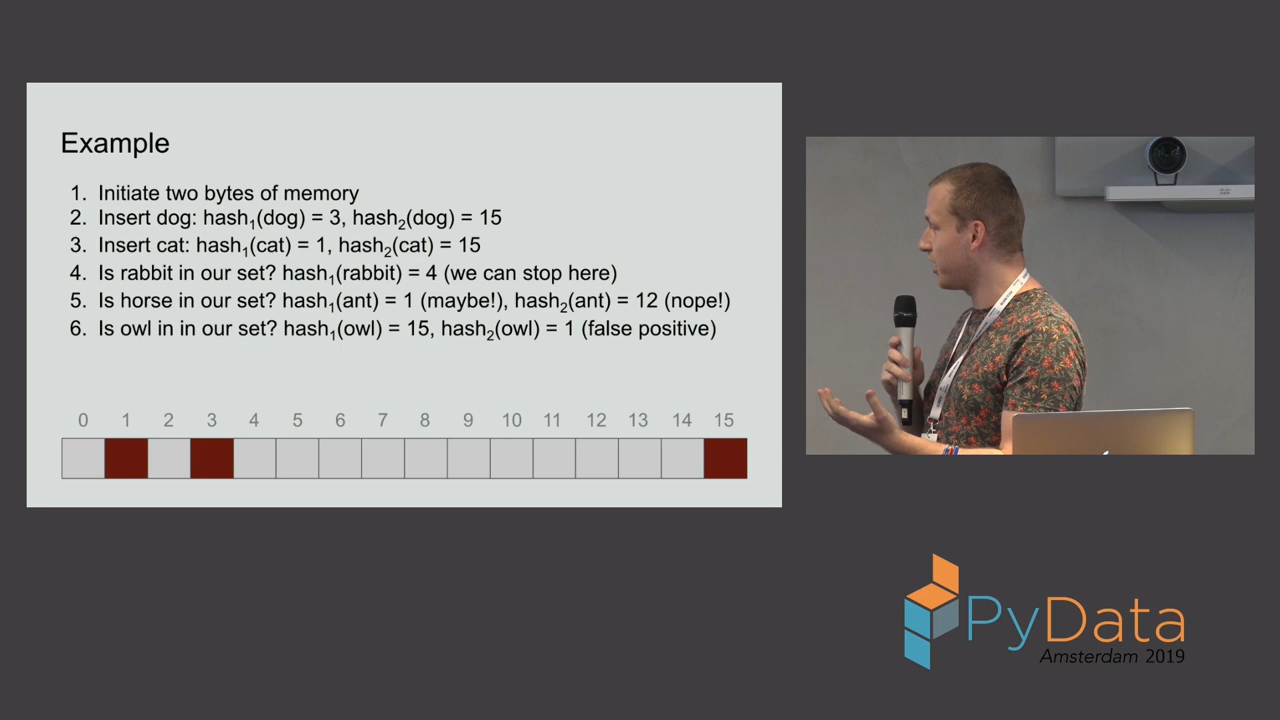 Example
1. Initiate two bytes of memory
2. Insert dog: hash1(dog) = 3, hash2(dog) = 15
3. Insert cat: hash1(cat) = 1, hash2(cat) = 15
4. Is rabbit in our set? hash1(rabbit) = 4 (we can stop here)
5. Is horse in our set? hash1(ant) = 1 (maybe!), hash2(ant) = 12 (nope!)
6. Is owl in in our set? hash1(owl) = 15, hash2(owl) = 1 (false positive)
0 1 2 3 4 5 6 7 8 9 10 11 12 13 14 15
PyData
Amsterdam 2019